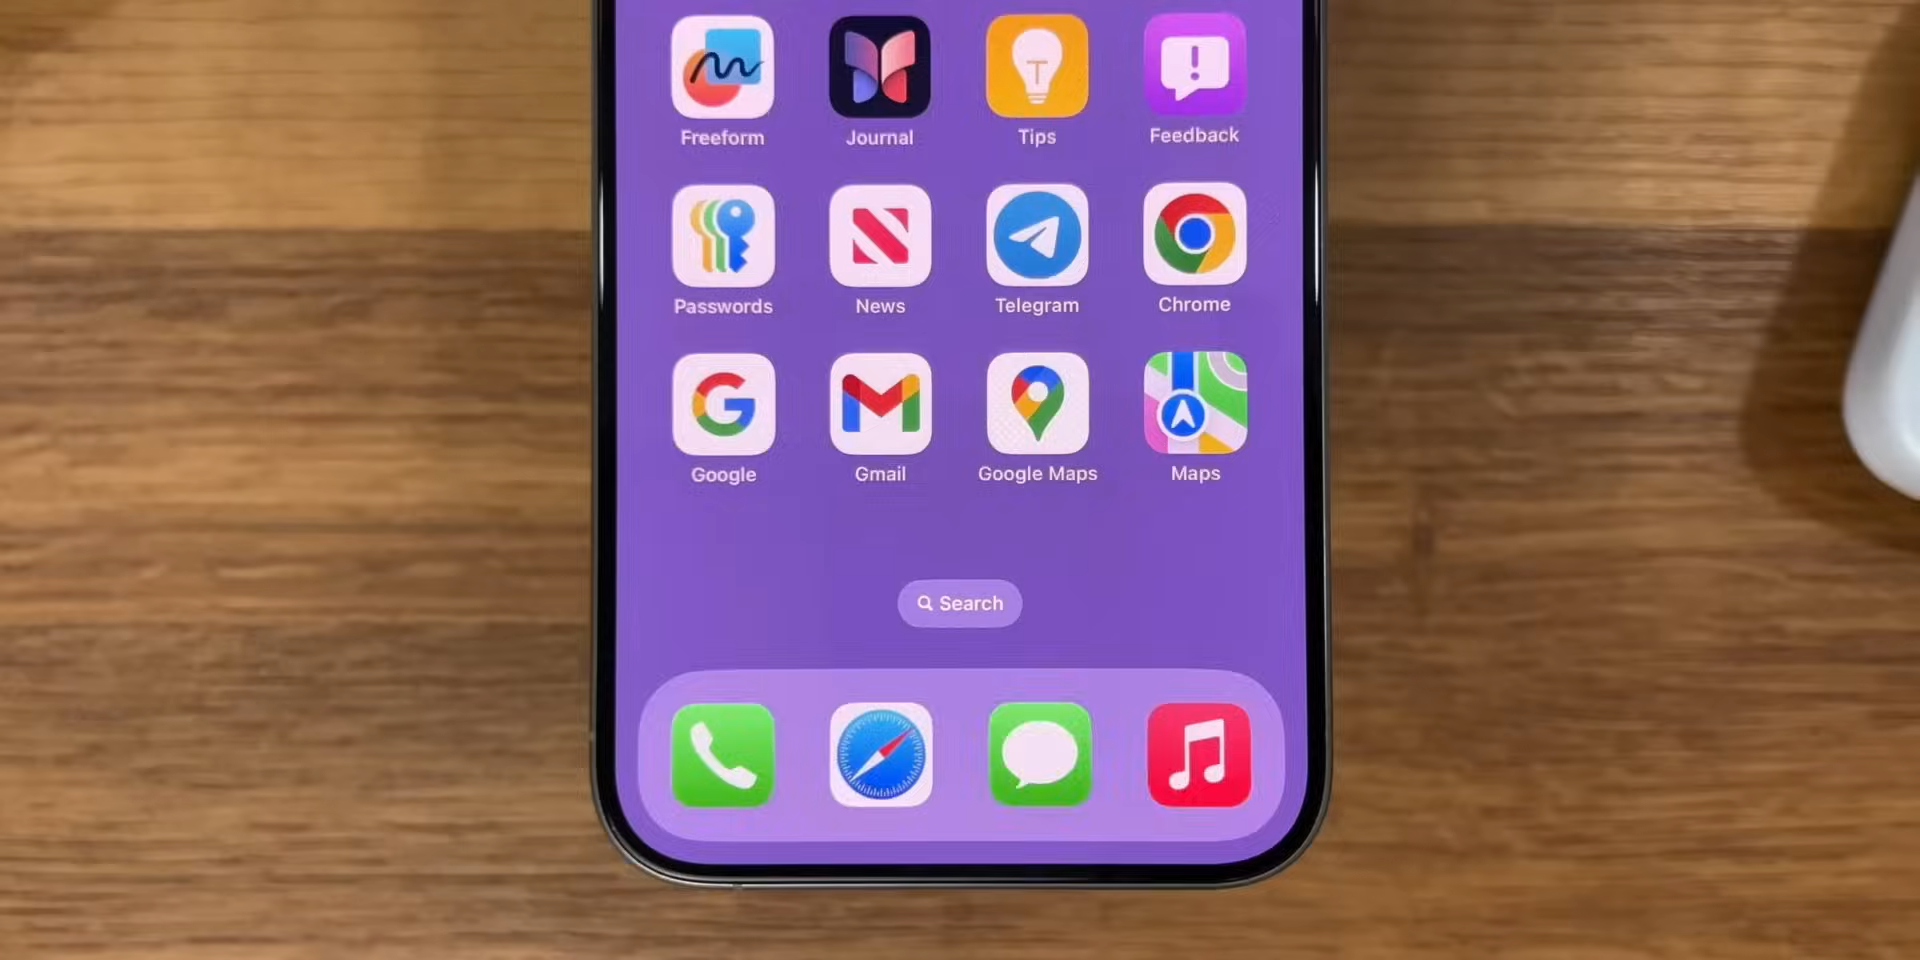 Freeform Journal Tips Feedback
Passwords News Telegram Chrome
Google Gmail Google Maps Maps
Search